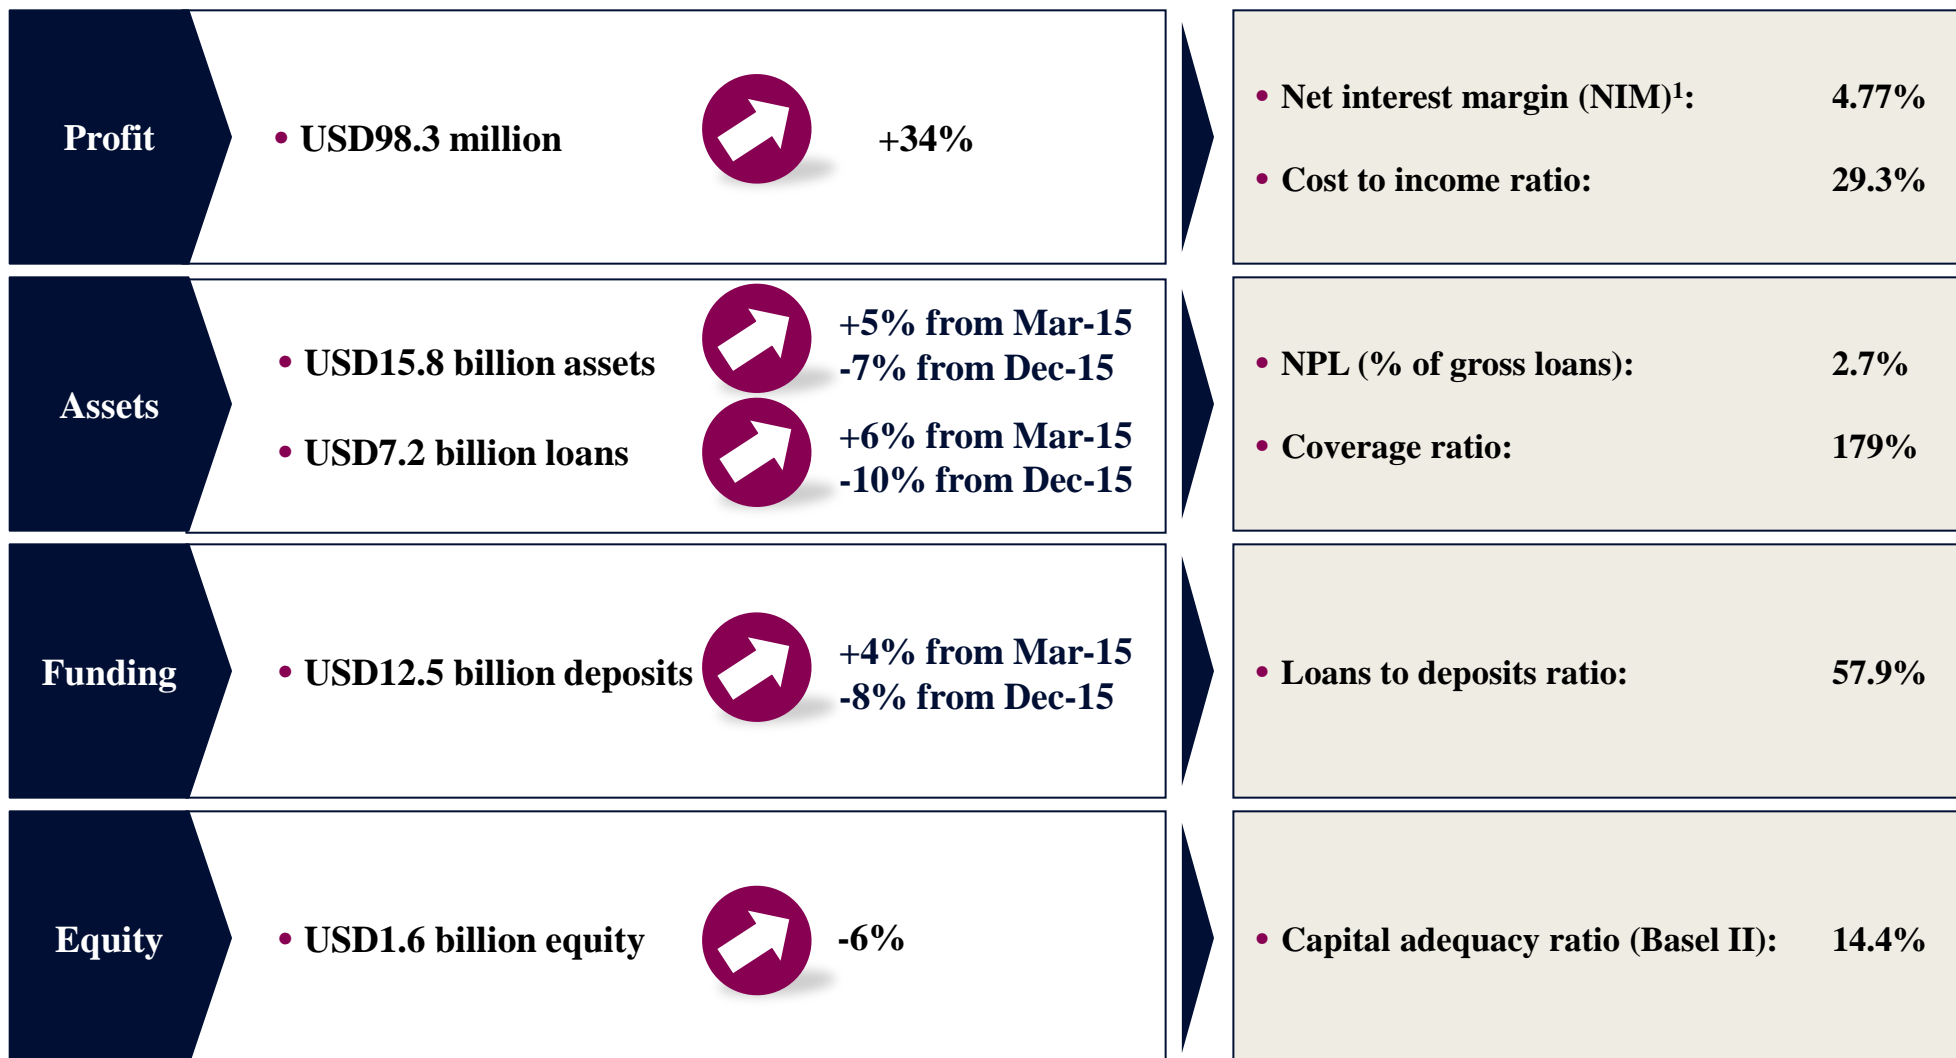 Profit
• USD98.3 million
+34%
• Net interest margin (NIM)¹: 4.77%
• Cost to income ratio: 29.3%
Assets
• USD15.8 billion assets
+5% from Mar-15
-7% from Dec-15
• USD7.2 billion loans
+6% from Mar-15
-10% from Dec-15
• NPL (% of gross loans): 2.7%
• Coverage ratio: 179%
Funding
• USD12.5 billion deposits
+4% from Mar-15
-8% from Dec-15
• Loans to deposits ratio: 57.9%
Equity
• USD1.6 billion equity
-6%
• Capital adequacy ratio (Basel II): 14.4%